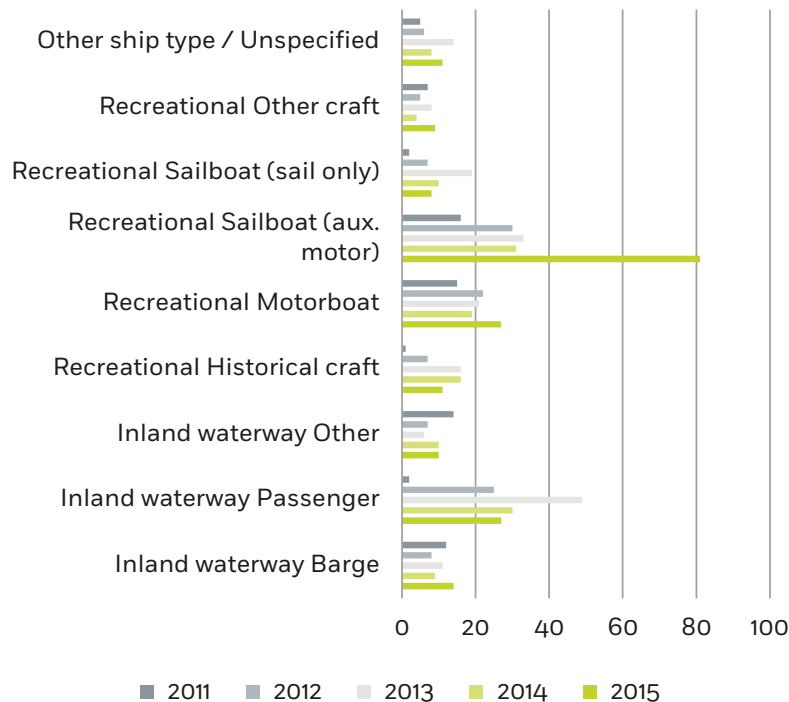 Other ship type / Unspecified
Recreational Other craft
Recreational Sailboat (sail only)
Recreational Sailboat (aux.
motor)
Recreational Motorboat
Recreational Historical craft
Inland waterway Other
Inland waterway Passenger
Inland waterway Barge
0 20 40 60 80 100
2011 2012 2013 2014 2015